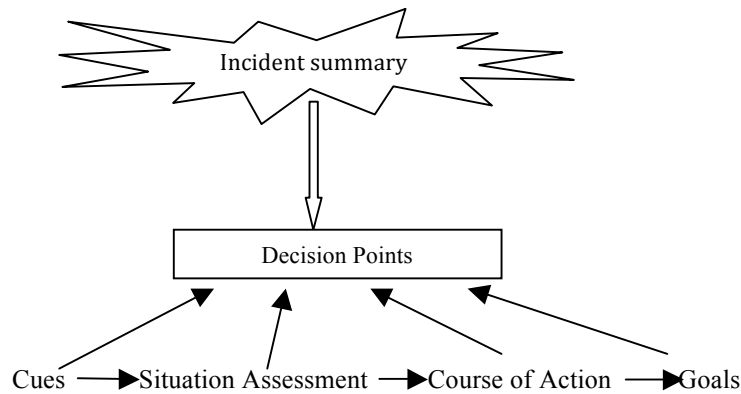 Incident summary
Decision Points
Cues Situation Assessment Course of Action Goals